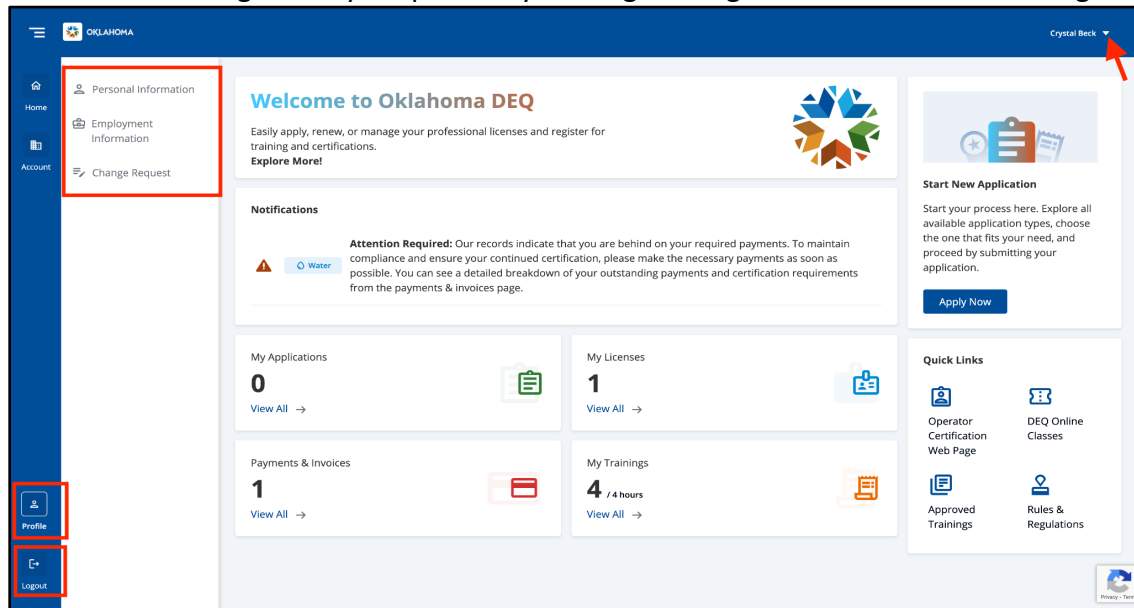 OKLAHOMA
Crystal Beck
Home
Account
Profile
Logout
Personal Information
Employment
Information
Change Request
Welcome to Oklahoma DEQ
Easily apply, renew, or manage your professional licenses and register for
training and certifications.
Explore More!
Notifications
Water
Attention Required: Our records indicate that you are behind on your required payments. To maintain
compliance and ensure your continued certification, please make the necessary payments as soon as
possible. You can see a detailed breakdown of your outstanding payments and certification requirements
from the payments & invoices page.
My Applications
0
View All →
My Licenses
1
View All →
Payments & Invoices
1
View All →
My Trainings
4 / 4 hours
View All →
Start New Application
Start your process here. Explore all
available application types, choose
the one that fits your need, and
proceed by submitting your
application.
Apply Now
Quick Links
Operator
Certification
Web Page
DEQ Online
Classes
Approved
Trainings
Rules &
Regulations
Privacy - Term